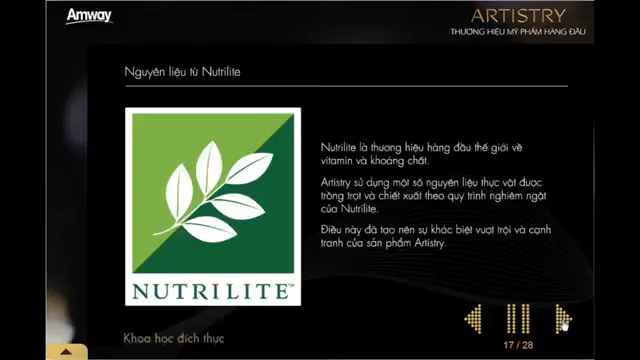 Amway
ARTISTRY
THƯƠNG HIỆU MỸ PHẨM HÀNG ĐẦU
Nguyên liệu từ Nutrilite
Nutrilite là thương hiệu hàng đầu thế giới về
vitamin và khoáng chất.
Artistry sử dụng một số nguyên liệu thực vật được
trồng trọt và chiết xuất theo quy trình nghiêm ngặt
của Nutrilite.
Điều này đã tạo nên sự khác biệt vượt trội và cạnh
tranh của sản phẩm Artistry.
NUTRILITE™
Khoa học đích thực
17 / 28